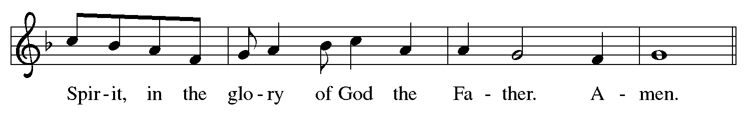 Spir-it, in the glo-ry of God the Fa-ther. A-men.